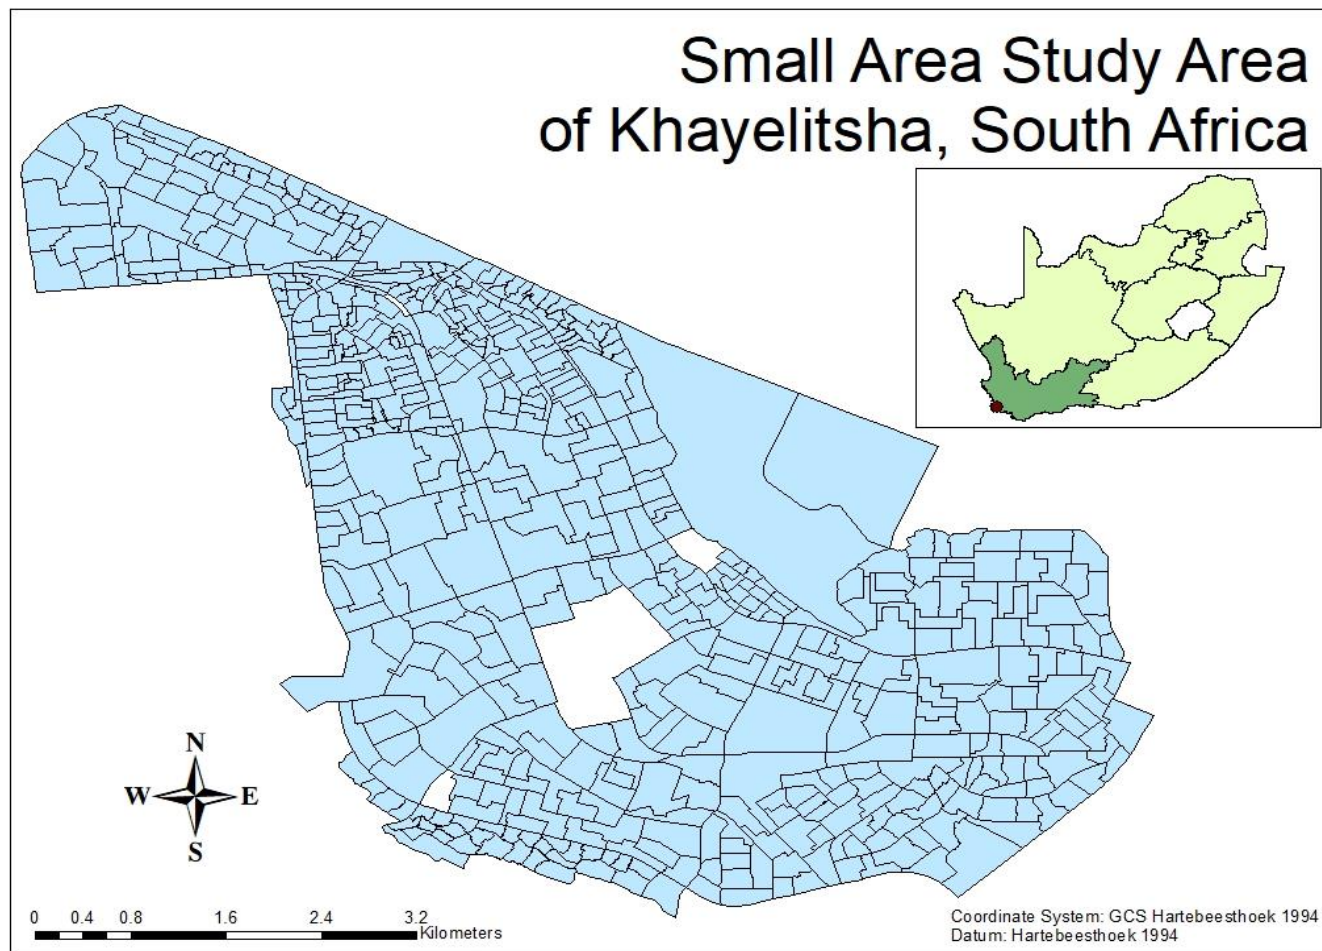 Small Area Study Area
of Khayelitsha, South Africa
N
W E
S
0 0.4 0.8 1.6 2.4 3.2
Kilometers
Coordinate System: GCS Hartebeesthoek 1994
Datum: Hartebeesthoek 1994